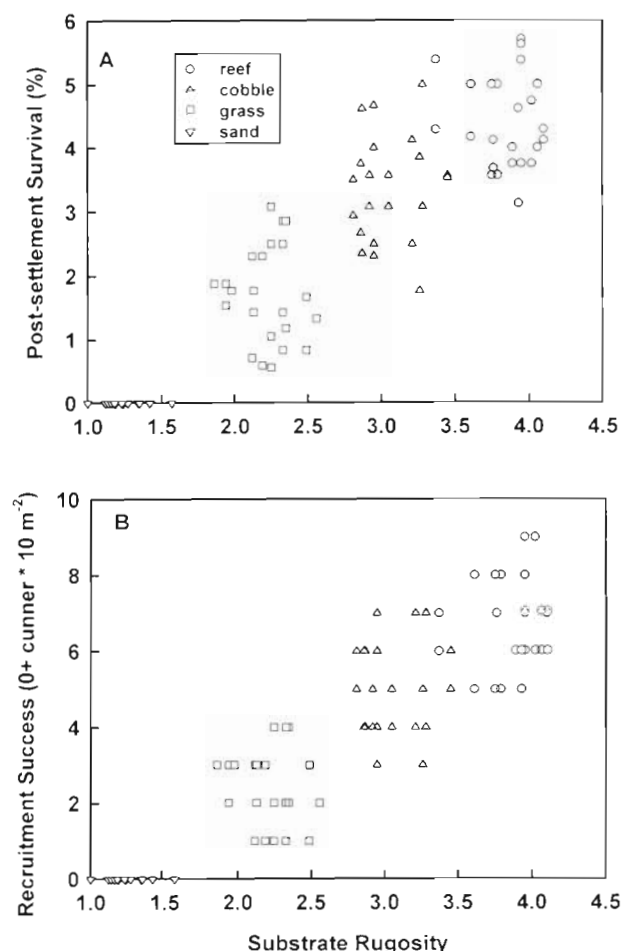 6
A
reef
cobble
grass
sand
5
4
3
2
1
0
Post-settlement Survival (%)
1.0 1.5 2.0 2.5 3.0 3.5 4.0 4.5
10
B
8
6
4
2
0
Recruitment Success (0+ cunner * 10 m⁻²)
1.0 1.5 2.0 2.5 3.0 3.5 4.0 4.5
Substrate Rugosity